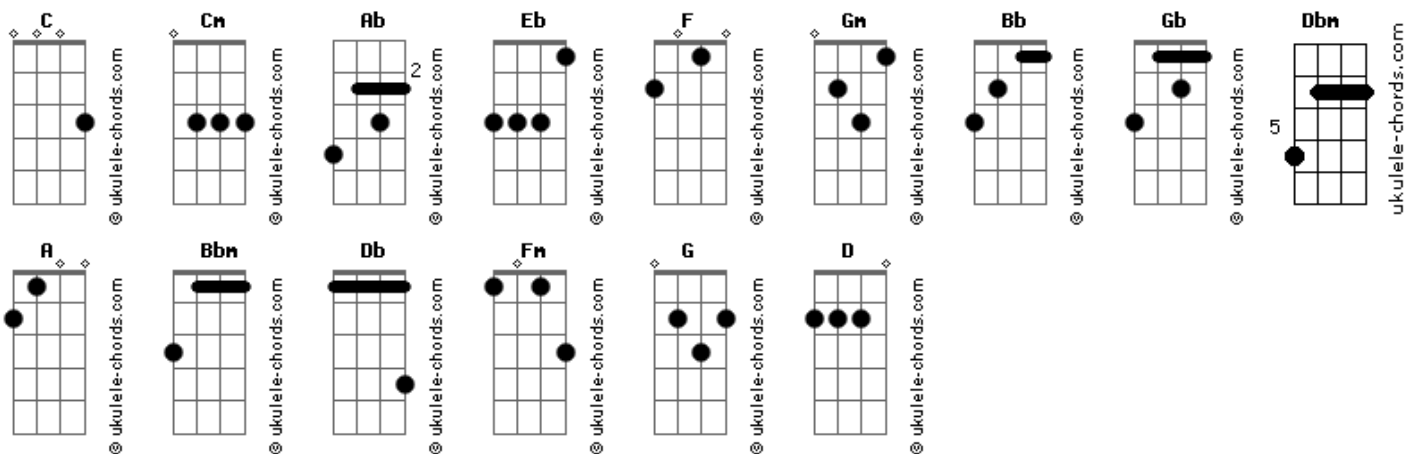 C Cm Ab Eb F Gm Bb Gb Dbm
2
5
© ukulele-chords.com © ukulele-chords.com © ukulele-chords.com © ukulele-chords.com © ukulele-chords.com © ukulele-chords.com © ukulele-chords.com © ukulele-chords.com ukulele-chords.com
A Bbm Db Fm G D
© ukulele-chords.com © ukulele-chords.com © ukulele-chords.com © ukulele-chords.com © ukulele-chords.com © ukulele-chords.com